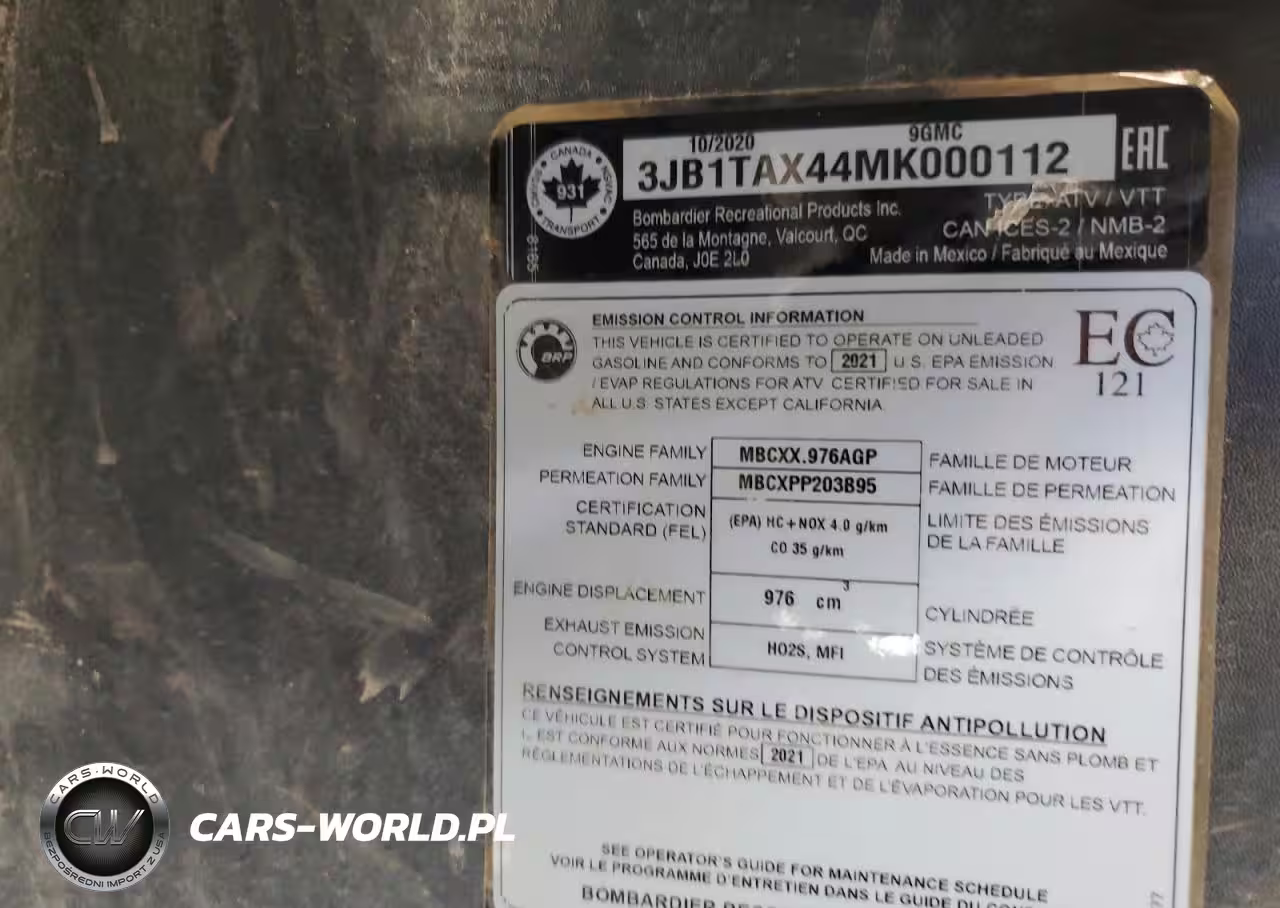 10/2020 9GMC
3JB1TAX44MK000112
EAC
CANADA
931
TRANSPORT
Bombardier Recreational Products Inc.
565 de la Montagne, Valcourt, QC
Canada, J0E 2L0
TYPE: ATV / VTT
CAN ICES-2 / NMB-2
Made in Mexico / Fabriqué au Mexique
8165
BRP
EMISSION CONTROL INFORMATION
THIS VEHICLE IS CERTIFIED TO OPERATE ON UNLEADED
GASOLINE AND CONFORMS TO 2021 U.S. EPA EMISSION
/ EVAP REGULATIONS FOR ATV CERTIFIED FOR SALE IN
ALL U.S. STATES EXCEPT CALIFORNIA
EC
121
ENGINE FAMILY MBCXX.976AGP FAMILLE DE MOTEUR
PERMEATION FAMILY MBCXPP203B95 FAMILLE DE PERMEATION
CERTIFICATION (EPA) HC + NOX 4.0 g/km LIMITE DES ÉMISSIONS
STANDARD (FEL) CO 35 g/km DE LA FAMILLE
ENGINE DISPLACEMENT 976 cm3 CYLINDRÉE
EXHAUST EMISSION HO2S, MFI SYSTÈME DE CONTRÔLE
CONTROL SYSTEM DES ÉMISSIONS
RENSEIGNEMENTS SUR LE DISPOSITIF ANTIPOLLUTION
CE VÉHICULE EST CERTIFIÉ POUR FONCTIONNER À L'ESSENCE SANS PLOMB ET
IL EST CONFORME AUX NORMES 2021 DE L'EPA AU NIVEAU DES
RÉGLEMENTATIONS DE L'ÉCHAPPEMENT ET DE L'ÉVAPORATION POUR LES VTT.
SEE OPERATOR'S GUIDE FOR MAINTENANCE SCHEDULE
VOIR LE PROGRAMME D'ENTRETIEN DANS LE GUIDE DU
BOMBARDIER
CARS-WORLD
CW
BEZPOŚREDNI IMPORT Z USA
CARS-WORLD.PL